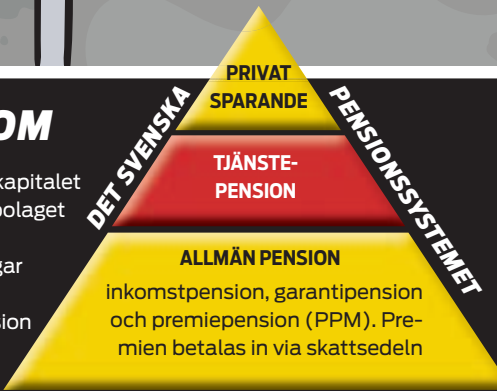 OM
kapitalet
bolaget
gar
sion
DET SVENSKA
PENSIONSSYSTEMET
PRIVAT
SPARANDE
TJÄNSTE-
PENSION
ALLMÄN PENSION
inkomstpension, garantipension
och premiepension (PPM). Pre-
mien betalas in via skattsedeln